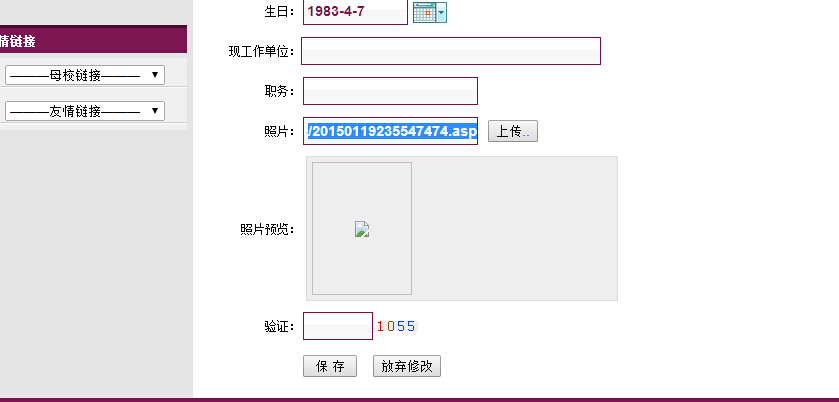 生日： 1983-4-7
情链接
现工作单位：
———母校链接———
职务：
———友情链接———
照片： /20150119235547474.asp 上传..
照片预览：
验证： 1055
保 存 放弃修改